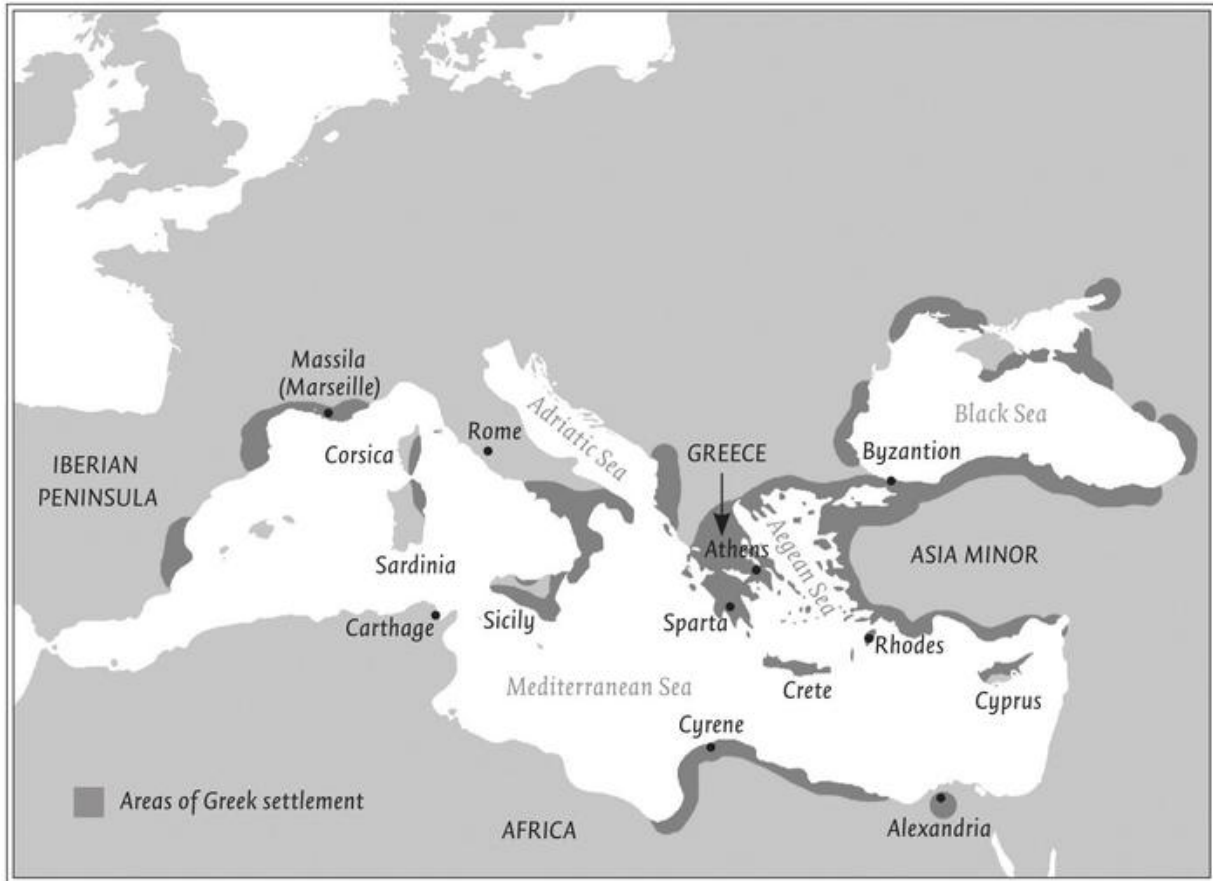 Massila
(Marseille)
Corsica
Rome
Adriatic Sea
GREECE
Byzantion
Black Sea
IBERIAN
PENINSULA
Sardinia
Athens
Aegean Sea
ASIA MINOR
Carthage
Sicily
Sparta
Rhodes
Mediterranean Sea
Crete
Cyprus
Cyrene
Areas of Greek settlement
AFRICA
Alexandria